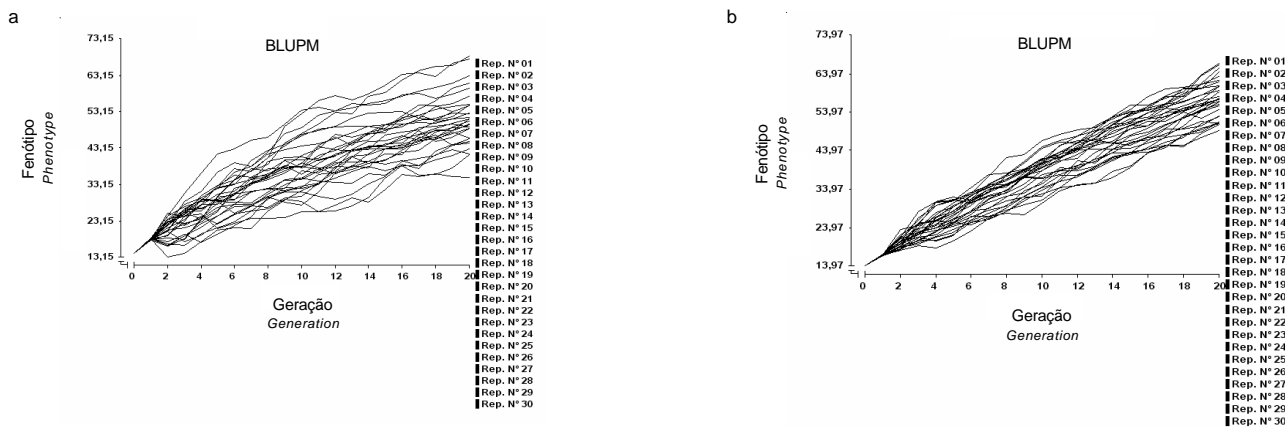 a
BLUPM
73,15
63,15
53,15
43,15
33,15
23,15
13,15
Fenótipo
Phenotype
0 2 4 6 8 10 12 14 16 18 20
Geração
Generation
Rep. Nº 01
Rep. Nº 02
Rep. Nº 03
Rep. Nº 04
Rep. Nº 05
Rep. Nº 06
Rep. Nº 07
Rep. Nº 08
Rep. Nº 09
Rep. Nº 10
Rep. Nº 11
Rep. Nº 12
Rep. Nº 13
Rep. Nº 14
Rep. Nº 15
Rep. Nº 16
Rep. Nº 17
Rep. Nº 18
Rep. Nº 19
Rep. Nº 20
Rep. Nº 21
Rep. Nº 22
Rep. Nº 23
Rep. Nº 24
Rep. Nº 25
Rep. Nº 26
Rep. Nº 27
Rep. Nº 28
Rep. Nº 29
Rep. Nº 30
b
BLUPM
73,97
63,97
53,97
43,97
33,97
23,97
13,97
Fenótipo
Phenotype
0 2 4 6 8 10 12 14 16 18 20
Geração
Generation
Rep. Nº 01
Rep. Nº 02
Rep. Nº 03
Rep. Nº 04
Rep. Nº 05
Rep. Nº 06
Rep. Nº 07
Rep. Nº 08
Rep. Nº 09
Rep. Nº 10
Rep. Nº 11
Rep. Nº 12
Rep. Nº 13
Rep. Nº 14
Rep. Nº 15
Rep. Nº 16
Rep. Nº 17
Rep. Nº 18
Rep. Nº 19
Rep. Nº 20
Rep. Nº 21
Rep. Nº 22
Rep. Nº 23
Rep. Nº 24
Rep. Nº 25
Rep. Nº 26
Rep. Nº 27
Rep. Nº 28
Rep. Nº 29
Rep. Nº 30